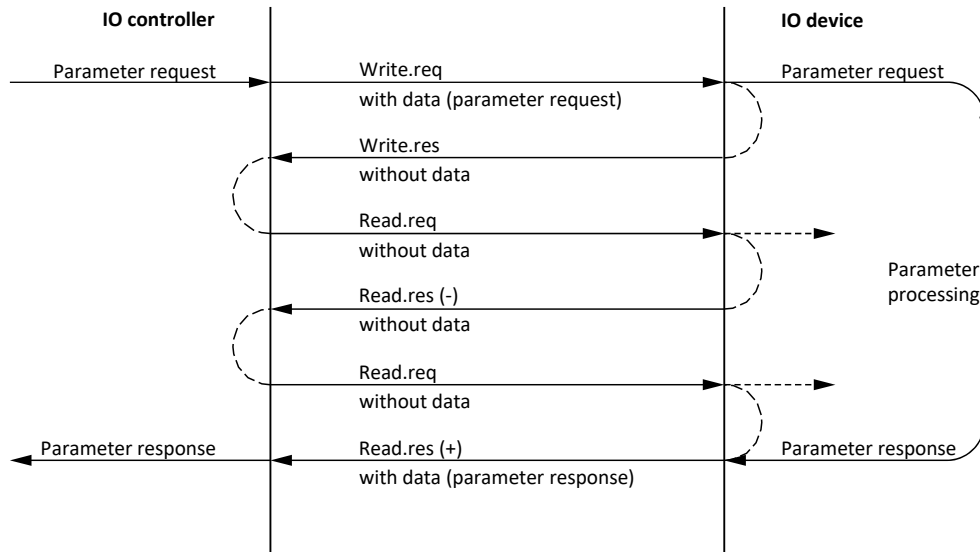 IO controller
IO device
Parameter request
Write.req
Parameter request
with data (parameter request)
Write.res
without data
Read.req
without data
Parameter
processing
Read.res (-)
without data
Read.req
without data
Parameter response
Read.res (+)
Parameter response
with data (parameter response)